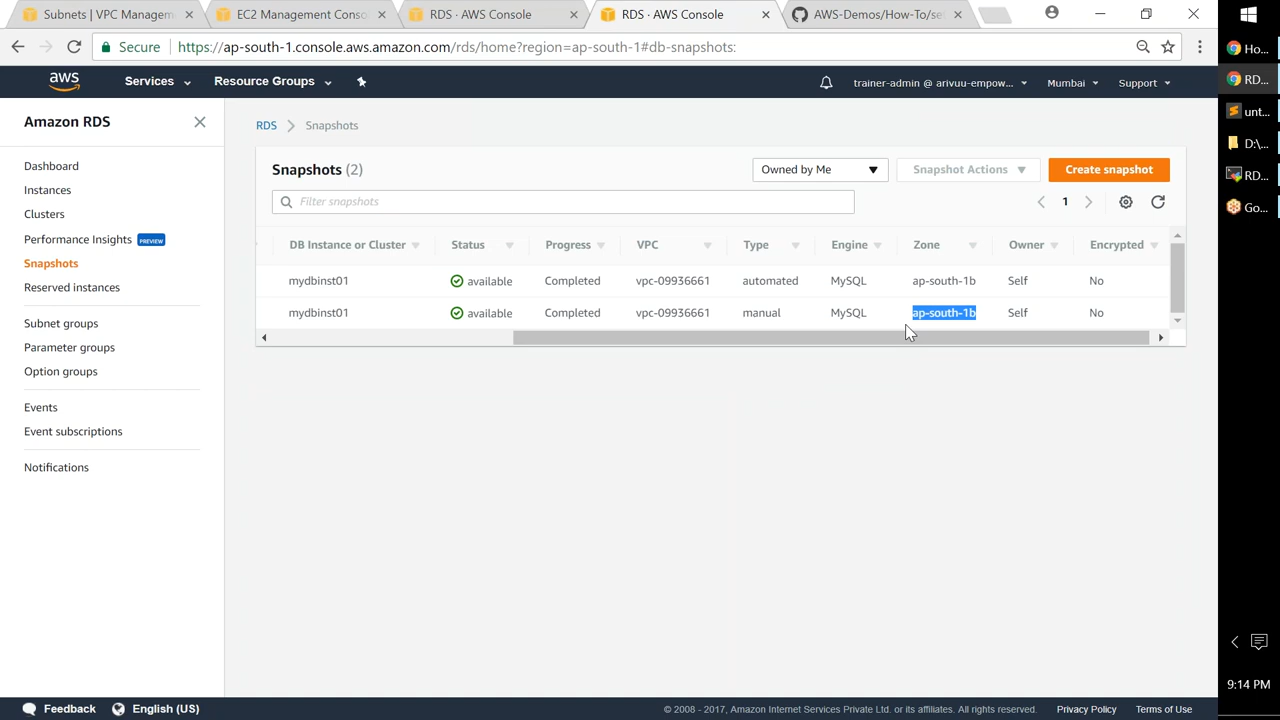 Subnets | VPC Managem
EC2 Management Conso
RDS · AWS Console
RDS · AWS Console
AWS-Demos/How-To/se
Secure
https://ap-south-1.console.aws.amazon.com/rds/home?region=ap-south-1#db-snapshots:
aws
Services
Resource Groups
trainer-admin @ arivuu-empow...
Mumbai
Support
Amazon RDS
Dashboard
Instances
Clusters
Performance Insights PREVIEW
Snapshots
Reserved instances
Subnet groups
Parameter groups
Option groups
Events
Event subscriptions
Notifications
RDS
Snapshots
Snapshots (2)
Owned by Me
Snapshot Actions
Create snapshot
Filter snapshots
1
DB Instance or Cluster Status Progress VPC Type Engine Zone Owner Encrypted
mydbinst01 available Completed vpc-09936661 automated MySQL ap-south-1b Self No
mydbinst01 available Completed vpc-09936661 manual MySQL ap-south-1b Self No
Feedback
English (US)
© 2008 - 2017, Amazon Internet Services Private Ltd. or its affiliates. All rights reserved.
Privacy Policy
Terms of Use
Ho...
RD...
unt...
D:\...
RD...
Go...
9:14 PM